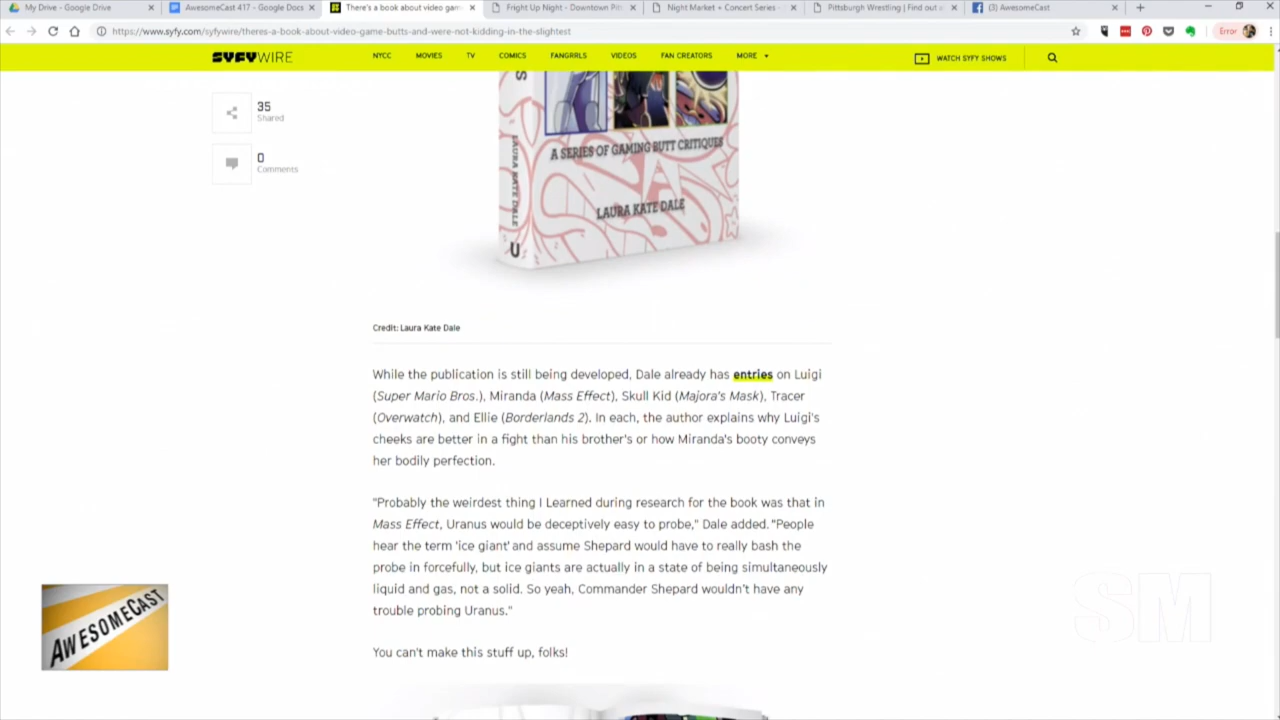 My Drive - Google Drive
AwesomeCast 417 - Google Docs
There's a book about video gam
Fright Up Night - Downtown Pit
Night Market + Concert Series -
Pittsburgh Wrestling | Find out a
(3) AwesomeCast
https://www.syfy.com/syfywire/theres-a-book-about-video-game-butts-and-were-not-kidding-in-the-slightest
Error
SYFY WIRE
NYCC
MOVIES
TV
COMICS
FANGRRLS
VIDEOS
FAN CREATORS
MORE
WATCH SYFY SHOWS
35
Shared
0
Comments
A SERIES OF GAMING BUTT CRITIQUES
LAURA KATE DALE
LAURA KATE DALE
U
Credit: Laura Kate Dale
While the publication is still being developed, Dale already has entries on Luigi
(Super Mario Bros.), Miranda (Mass Effect), Skull Kid (Majora's Mask), Tracer
(Overwatch), and Ellie (Borderlands 2). In each, the author explains why Luigi's
cheeks are better in a fight than his brother's or how Miranda's booty conveys
her bodily perfection.
"Probably the weirdest thing I Learned during research for the book was that in
Mass Effect, Uranus would be deceptively easy to probe," Dale added. "People
hear the term 'ice giant' and assume Shepard would have to really bash the
probe in forcefully, but ice giants are actually in a state of being simultaneously
liquid and gas, not a solid. So yeah, Commander Shepard wouldn't have any
trouble probing Uranus."
You can't make this stuff up, folks!
AWESOMECAST
SM